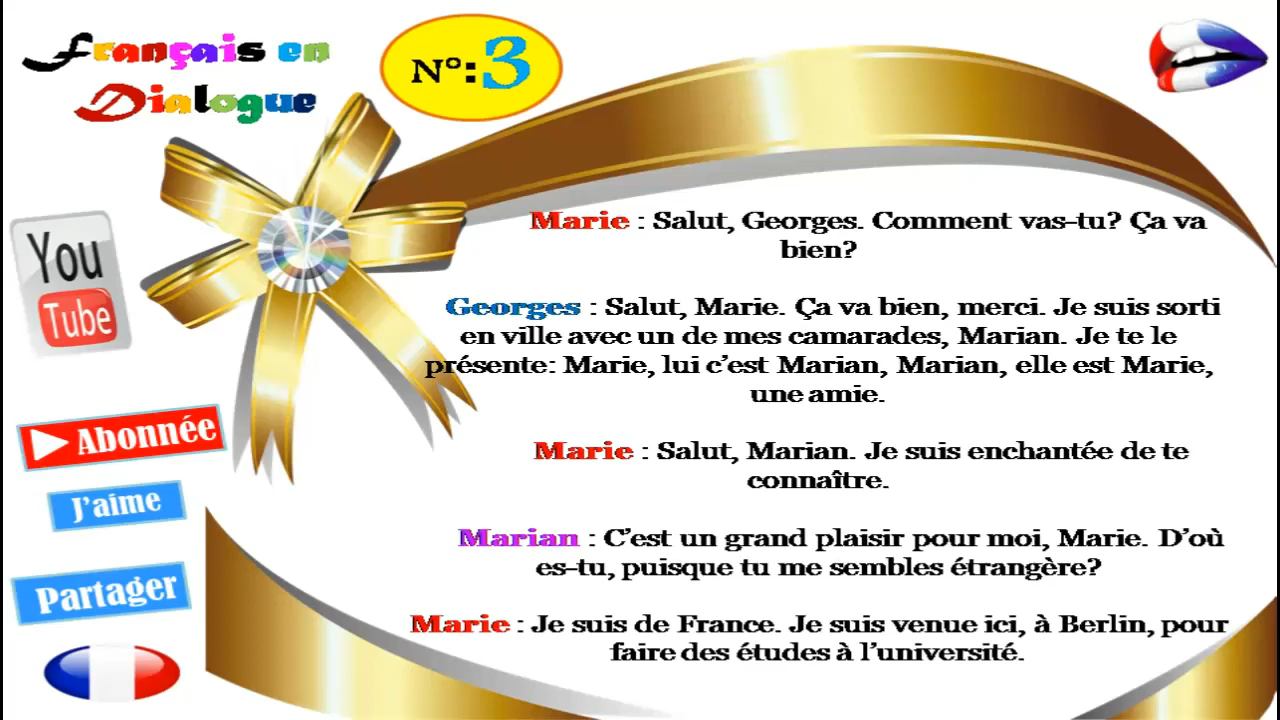 Français en
Dialogue
N°:3
You
Tube
Abonnée
J'aime
Partager
Marie : Salut, Georges. Comment vas-tu? Ça va
bien?
Georges : Salut, Marie. Ça va bien, merci. Je suis sorti
en ville avec un de mes camarades, Marian. Je te le
présente: Marie, lui c'est Marian, Marian, elle est Marie,
une amie.
Marie : Salut, Marian. Je suis enchantée de te
connaître.
Marian : C'est un grand plaisir pour moi, Marie. D'où
es-tu, puisque tu me sembles étrangère?
Marie : Je suis de France. Je suis venue ici, à Berlin, pour
faire des études à l'université.